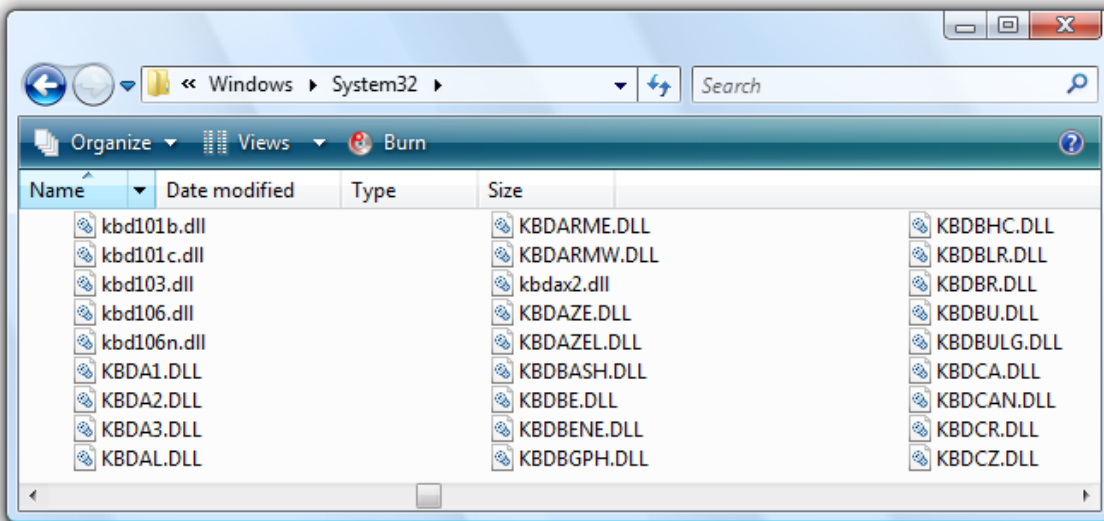 « Windows System32 Search
Organize Views Burn
Name Date modified Type Size
kbd101b.dll KBDARME.DLL KBDBHC.DLL
kbd101c.dll KBDARMW.DLL KBDBLR.DLL
kbd103.dll kbdax2.dll KBDBR.DLL
kbd106.dll KBDAZE.DLL KBDBU.DLL
kbd106n.dll KBDAZEL.DLL KBDBULG.DLL
KBDA1.DLL KBDBASH.DLL KBDCA.DLL
KBDA2.DLL KBDBE.DLL KBDCAN.DLL
KBDA3.DLL KBDBENE.DLL KBDCR.DLL
KBDAL.DLL KBDBGPH.DLL KBDCZ.DLL